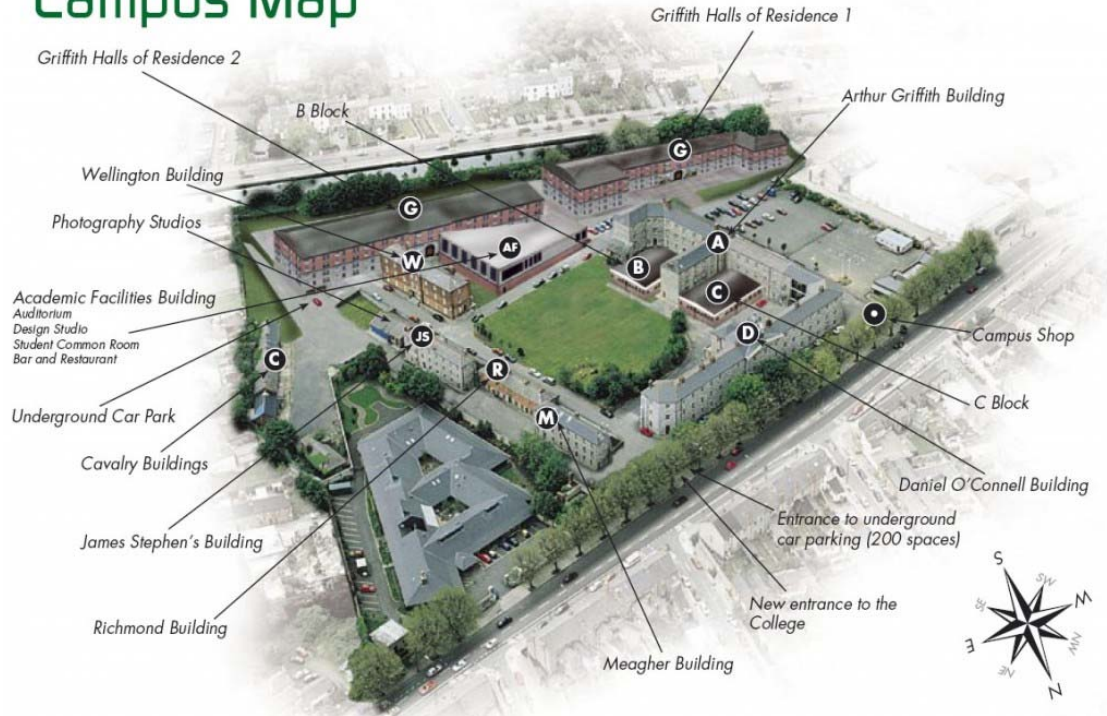 Campus Map
Griffith Halls of Residence 1
Griffith Halls of Residence 2
B Block
Arthur Griffith Building
Wellington Building
Photography Studios
Academic Facilities Building
Auditorium
Design Studio
Student Common Room
Bar and Restaurant
Underground Car Park
Cavalry Buildings
James Stephen's Building
Richmond Building
Campus Shop
C Block
Daniel O'Connell Building
Entrance to underground
car parking (200 spaces)
New entrance to the
College
Meagher Building
G
G
A
AF
W
B
C
D
JS
C
R
M
S
SW
W
SE
NW
E
NE
N